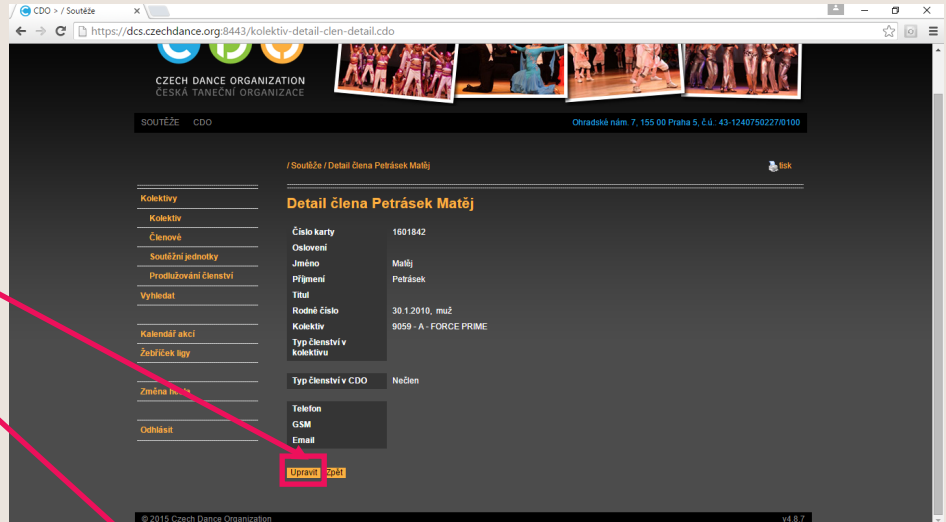 CDO > / Soutěže
https://dcs.czechdance.org:8443/kolektiv-detail-clen-detail.cdo
CZECH DANCE ORGANIZATION
ČESKÁ TANEČNÍ ORGANIZACE
SOUTĚŽE CDO
Ohradské nám. 7, 155 00 Praha 5, č.ú.: 43-1240750227/0100
/ Soutěže / Detail člena Petrásek Matěj
tisk
Kolektivy
Kolektiv
Členové
Soutěžní jednotky
Prodlužování členství
Vyhledat
Kalendář akcí
Žebříček ligy
Změna
Odhlásit
Detail člena Petrásek Matěj
Číslo karty 1601842
Oslovení
Jméno Matěj
Příjmení Petrásek
Titul
Rodné číslo 30.1.2010, muž
Kolektiv 9059 - A - FORCE PRIME
Typ členství v
kolektivu
Typ členství v CDO Nečlen
Telefon
GSM
Email
Upravit Zpět
© 2015 Czech Dance Organization
v4.8.7